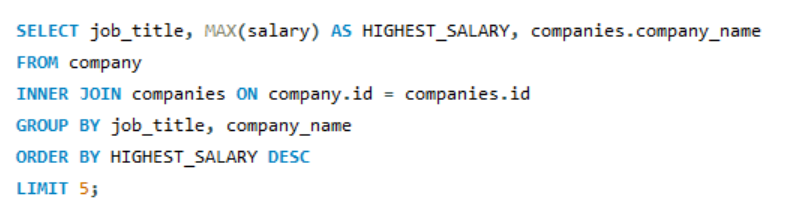 SELECT job_title, MAX(salary) AS HIGHEST_SALARY, companies.company_name
FROM company
INNER JOIN companies ON company.id = companies.id
GROUP BY job_title, company_name
ORDER BY HIGHEST_SALARY DESC
LIMIT 5;